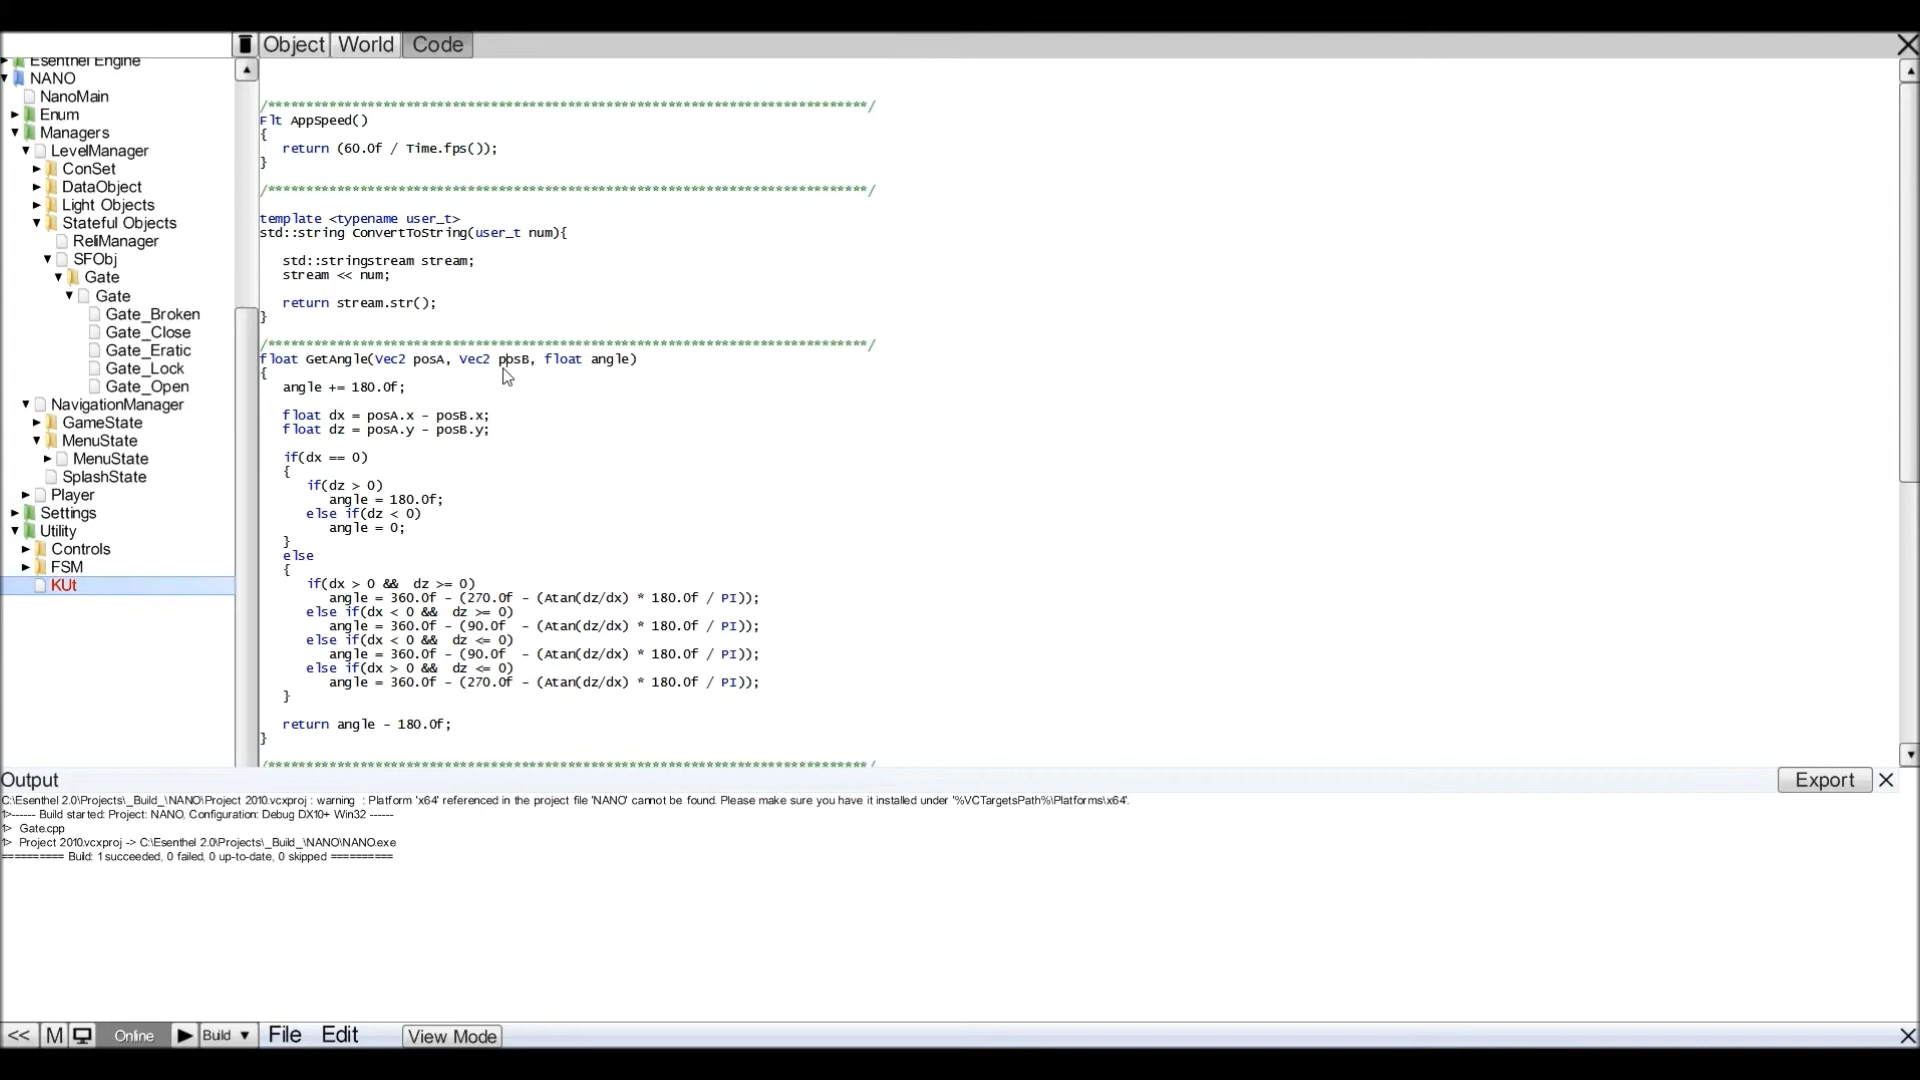 Object World Code
Esenthel Engine
NANO
NanoMain
Enum
Managers
LevelManager
ConSet
DataObject
Light Objects
Stateful Objects
ReliManager
SFObj
Gate
Gate
Gate_Broken
Gate_Close
Gate_Eratic
Gate_Lock
Gate_Open
NavigationManager
GameState
MenuState
MenuState
SplashState
Player
Settings
Utility
Controls
FSM
KUt
/******************************************************************************/
Flt AppSpeed()
{
return (60.0f / Time.fps());
}
/******************************************************************************/
template <typename user_t>
std::string ConvertToString(user_t num){
std::stringstream stream;
stream << num;
return stream.str();
}
/******************************************************************************/
float GetAngle(Vec2 posA, Vec2 posB, float angle)
{
angle += 180.0f;
float dx = posA.x - posB.x;
float dz = posA.y - posB.y;
if(dx == 0)
{
if(dz > 0)
angle = 180.0f;
else if(dz < 0)
angle = 0;
}
else
{
if(dx > 0 && dz >= 0)
angle = 360.0f - (270.0f - (Atan(dz/dx) * 180.0f / PI));
else if(dx < 0 && dz >= 0)
angle = 360.0f - (90.0f - (Atan(dz/dx) * 180.0f / PI));
else if(dx < 0 && dz <= 0)
angle = 360.0f - (90.0f - (Atan(dz/dx) * 180.0f / PI));
else if(dx > 0 && dz <= 0)
angle = 360.0f - (270.0f - (Atan(dz/dx) * 180.0f / PI));
}
return angle - 180.0f;
}
/******************************************************************************/
Output Export
C:\Esenthel 2.0\Projects\_Build_\NANO\Project 2010.vcxproj : warning : Platform 'x64' referenced in the project file 'NANO' cannot be found. Please make sure you have it installed under '%VCTargetsPath%\Platforms\x64'.
1>------ Build started: Project: NANO, Configuration: Debug DX10+ Win32 ------
1> Gate.cpp
1> Project 2010.vcxproj -> C:\Esenthel 2.0\Projects\_Build_\NANO\NANO.exe
========== Build: 1 succeeded, 0 failed, 0 up-to-date, 0 skipped ==========
<< M Online Build File Edit View Mode